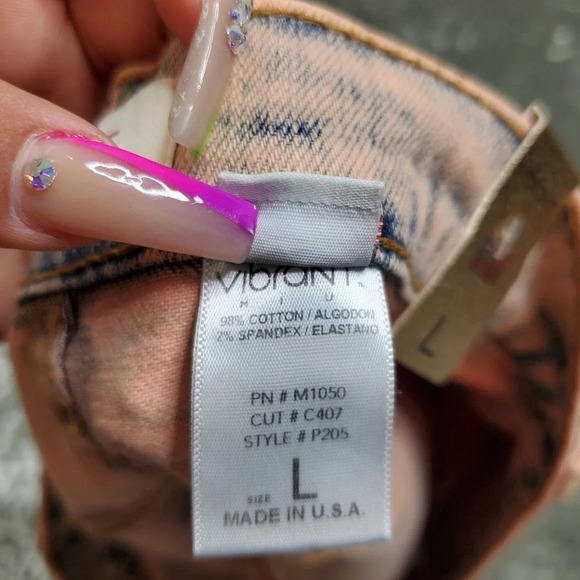 vibrant
M I U
98% COTTON / ALGODON
2% SPANDEX / ELASTANO
PN # M1050
CUT # C407
STYLE # P205
SIZE L
MADE IN U.S.A.
L